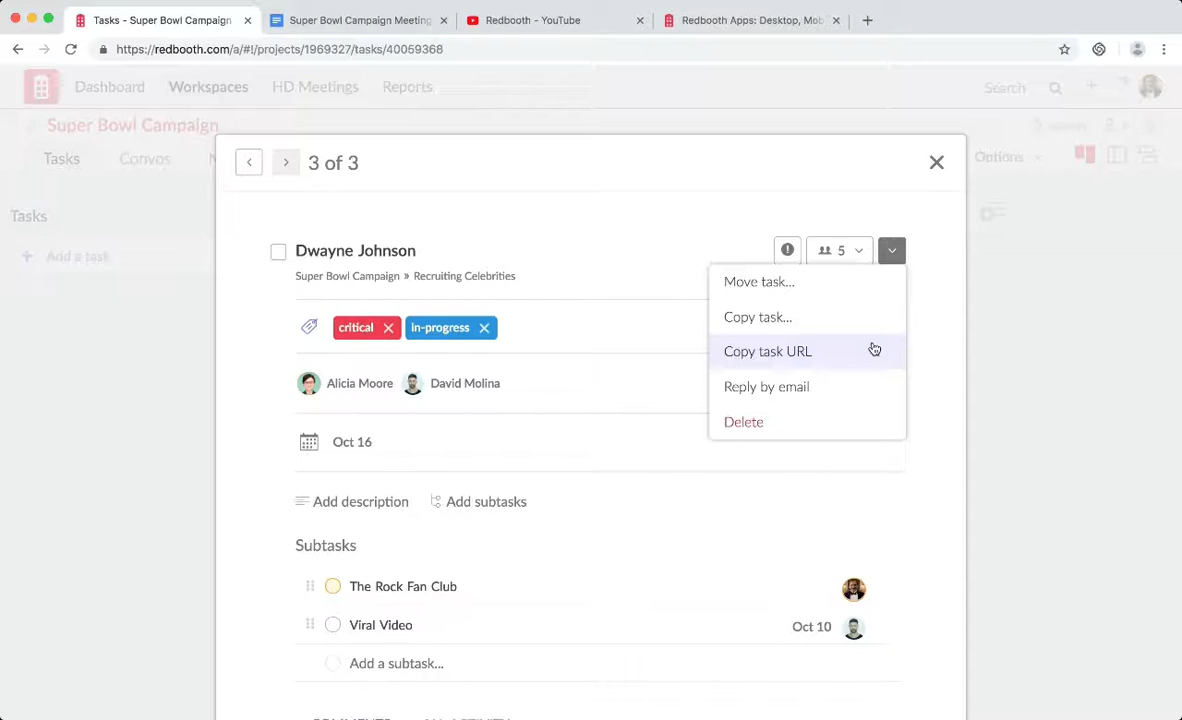 Tasks - Super Bowl Campaign
Super Bowl Campaign Meeting
Redbooth - YouTube
Redbooth Apps: Desktop, Mob
https://redbooth.com/a/#!/projects/1969327/tasks/40059368
Dashboard
Workspaces
HD Meetings
Reports
Search
Super Bowl Campaign
Tasks
Convos
Options
3 of 3
Tasks
Add a task
Dwayne Johnson
5
Super Bowl Campaign » Recruiting Celebrities
Move task...
Copy task...
Copy task URL
Reply by email
Delete
critical
in-progress
Alicia Moore
David Molina
Oct 16
Add description
Add subtasks
Subtasks
The Rock Fan Club
Viral Video
Oct 10
Add a subtask...